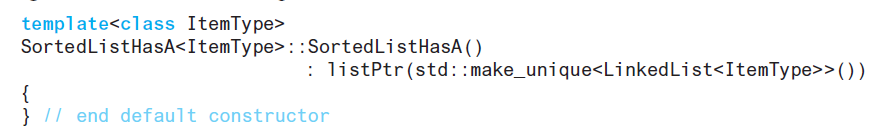 template<class ItemType>
SortedListHasA<ItemType>::SortedListHasA()
: listPtr(std::make_unique<LinkedList<ItemType>>())
{
} // end default constructor